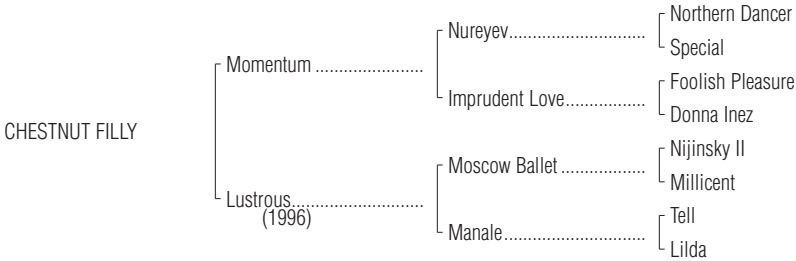 Northern Dancer
Nureyev..............................
Special
Momentum .......................
Foolish Pleasure
Imprudent Love.................
Donna Inez
CHESTNUT FILLY
Nijinsky II
Moscow Ballet ..................
Millicent
Lustrous............................
(1996)
Tell
Manale..............................
Lilda